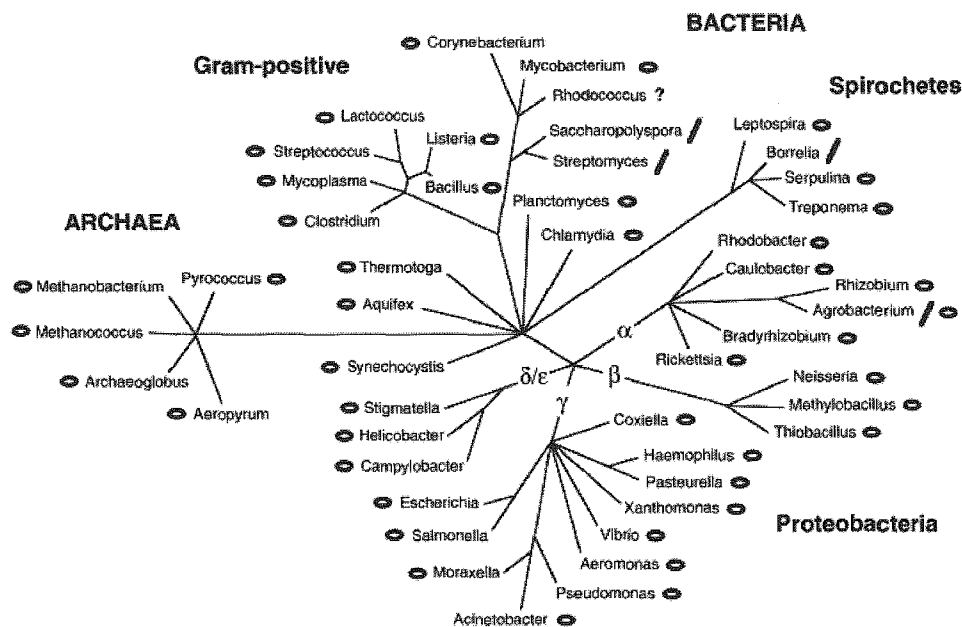 BACTERIA
Corynebacterium
Gram-positive
Mycobacterium
Spirochetes
Rhodococcus ?
Lactococcus
Leptospira
Listeria
Saccharopolyspora
Streptococcus
Borrelia
Streptomyces
Mycoplasma
Serpulina
Bacillus
Planctomyces
Treponema
Clostridium
ARCHAEA
Chlamydia
Rhodobacter
Thermotoga
Caulobacter
Pyrococcus
Methanobacterium
Rhizobium
Aquifex
Agrobacterium
Methanococcus
α
Bradyrhizobium
Rickettsia
Synechocystis
Archaeoglobus
δ/ε
β
Neisseria
Aeropyrum
γ
Stigmatella
Methylobacillus
Coxiella
Thiobacillus
Helicobacter
Haemophilus
Campylobacter
Pasteurella
Escherichia
Xanthomonas
Proteobacteria
Salmonella
Vibrio
Aeromonas
Moraxella
Pseudomonas
Acinetobacter